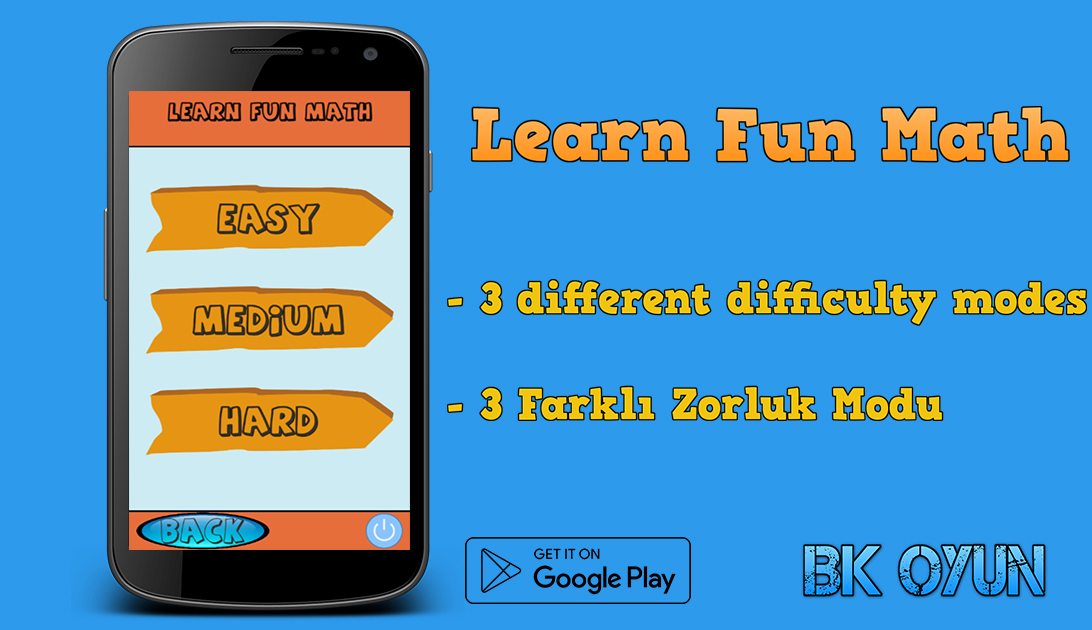 LEARN FUN MATH
EASY
MEDiUM
HARD
BACK
Learn Fun Math
- 3 different difficulty modes
- 3 Farklı Zorluk Modu
GET IT ON
Google Play
BK OYUN